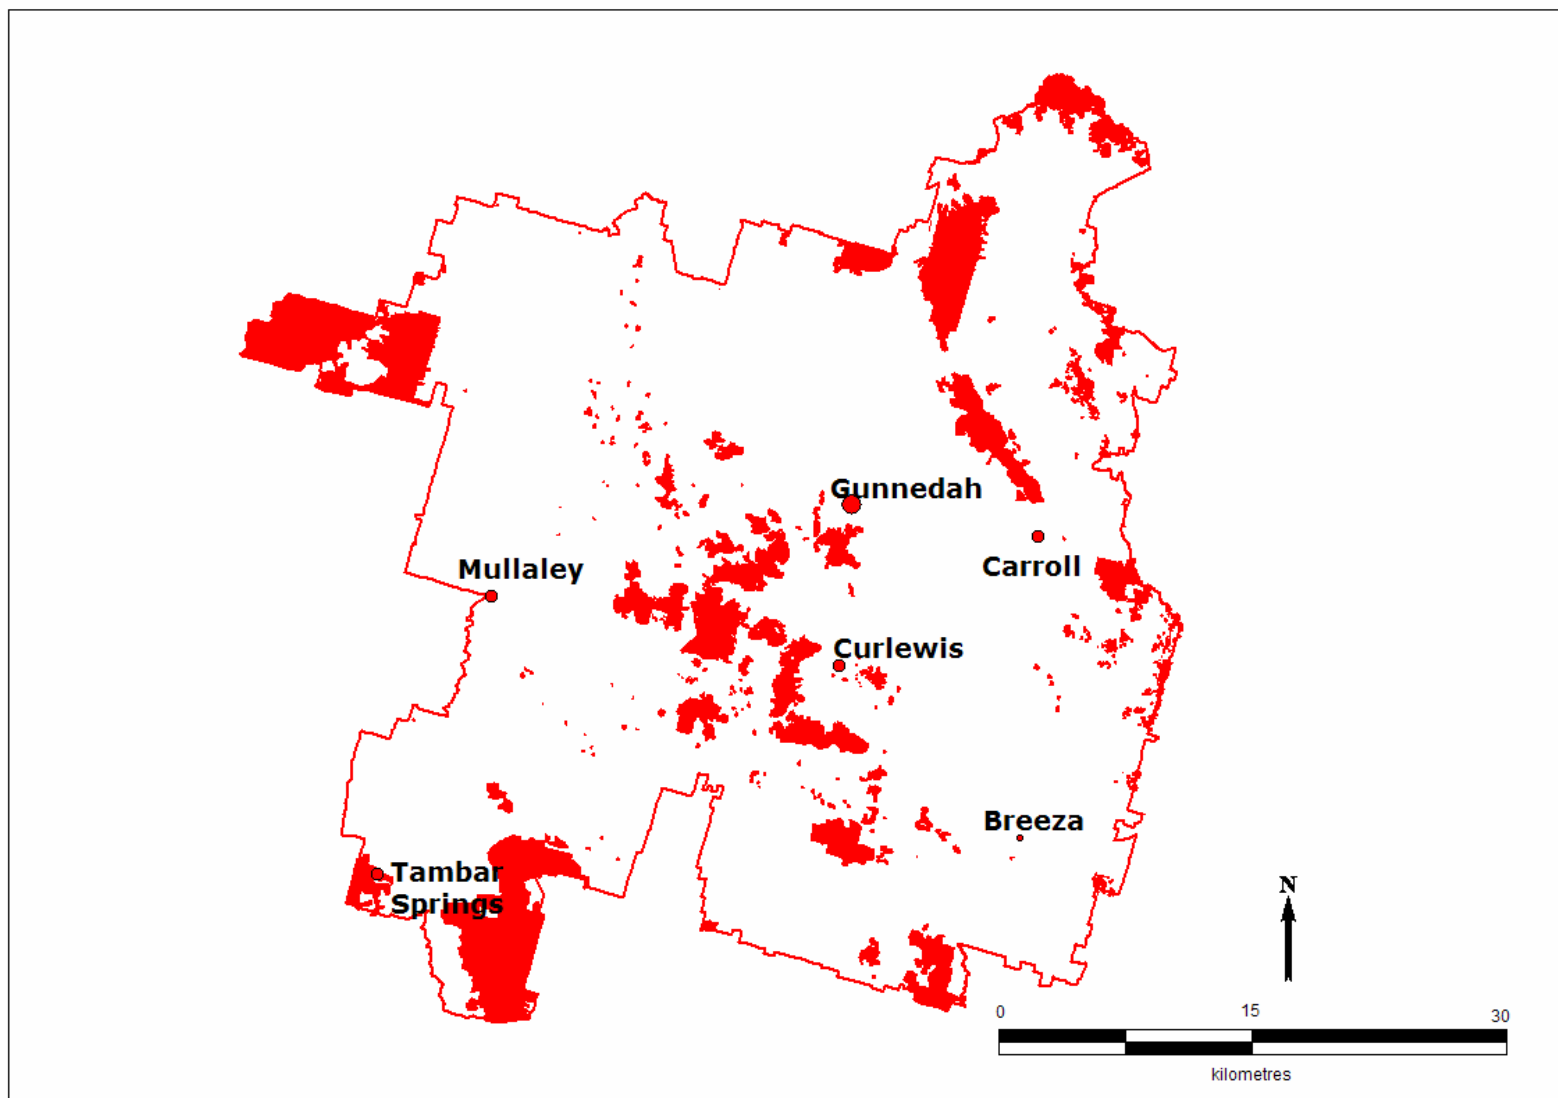 Gunnedah
Mullaley
Carroll
Curlewis
Breeza
Tambar
Springs
N
0 15 30
kilometres